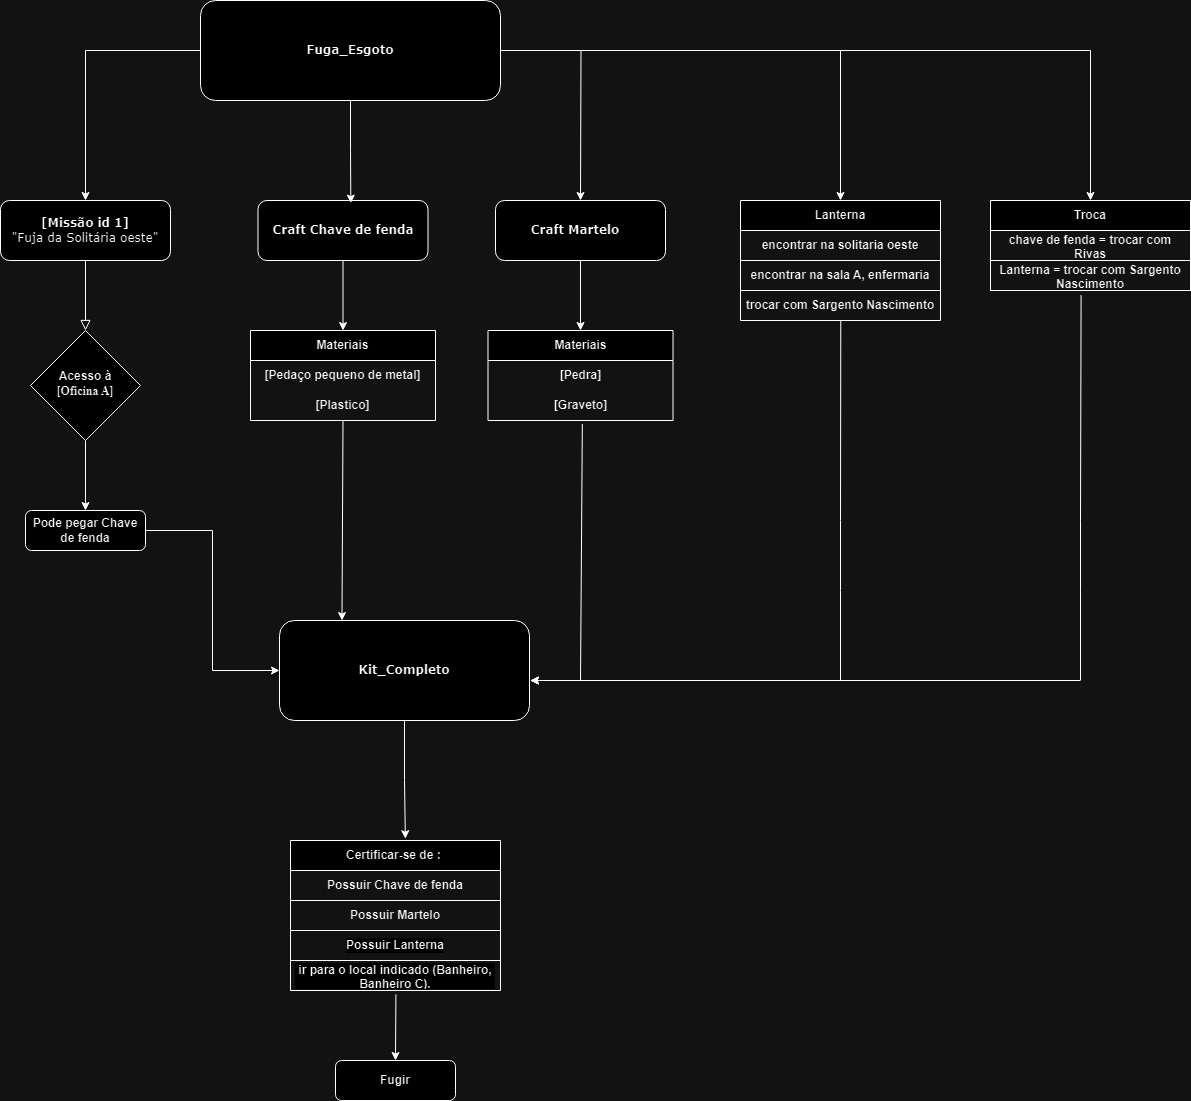 Fuga_Esgoto
[Missão id 1]
"Fuja da Solitária oeste"
Craft Chave de fenda
Craft Martelo
Lanterna
encontrar na solitaria oeste
encontrar na sala A, enfermaria
trocar com Sargento Nascimento
Troca
chave de fenda = trocar com
Rivas
Lanterna = trocar com Sargento
Nascimento
Acesso à
[Oficina A]
Materiais
[Pedaço pequeno de metal]
[Plastico]
Materiais
[Pedra]
[Graveto]
Pode pegar Chave
de fenda
Kit_Completo
Certificar-se de :
Possuir Chave de fenda
Possuir Martelo
Possuir Lanterna
ir para o local indicado (Banheiro,
Banheiro C).
Fugir